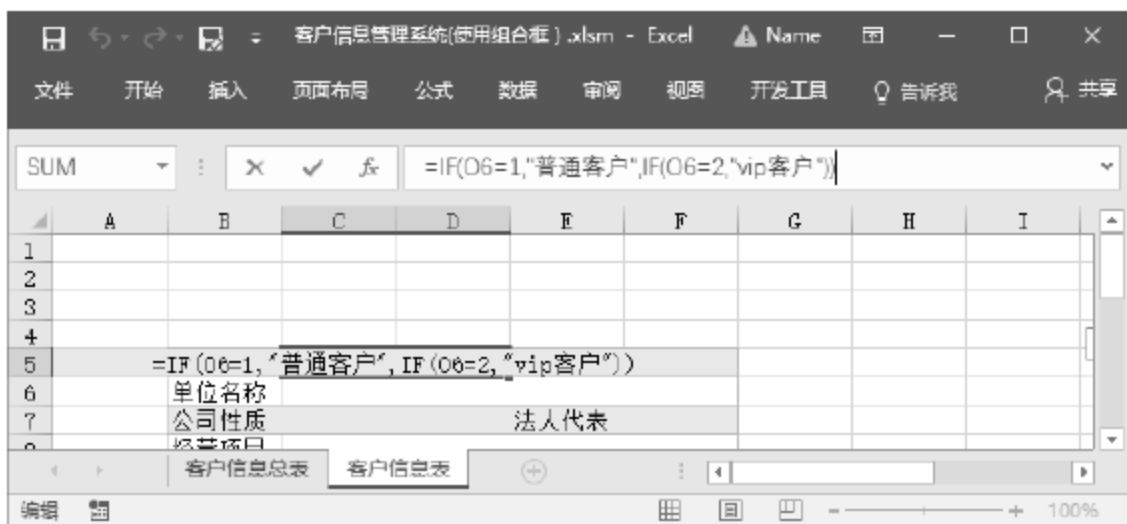 客户信息管理系统(使用组合框 ) .xlsm - Excel Name
文件 开始 插入 页面布局 公式 数据 审阅 视图 开发工具 告诉我 共享
SUM fx =IF(O6=1,"普通客户",IF(O6=2,"vip客户"))
A B C D E F G H I
1
2
3
4
5 =IF(O6=1,"普通客户",IF(O6=2,"vip客户"))
6 单位名称
7 公司性质 法人代表
经营项目
客户信息总表 客户信息表
编辑 100%